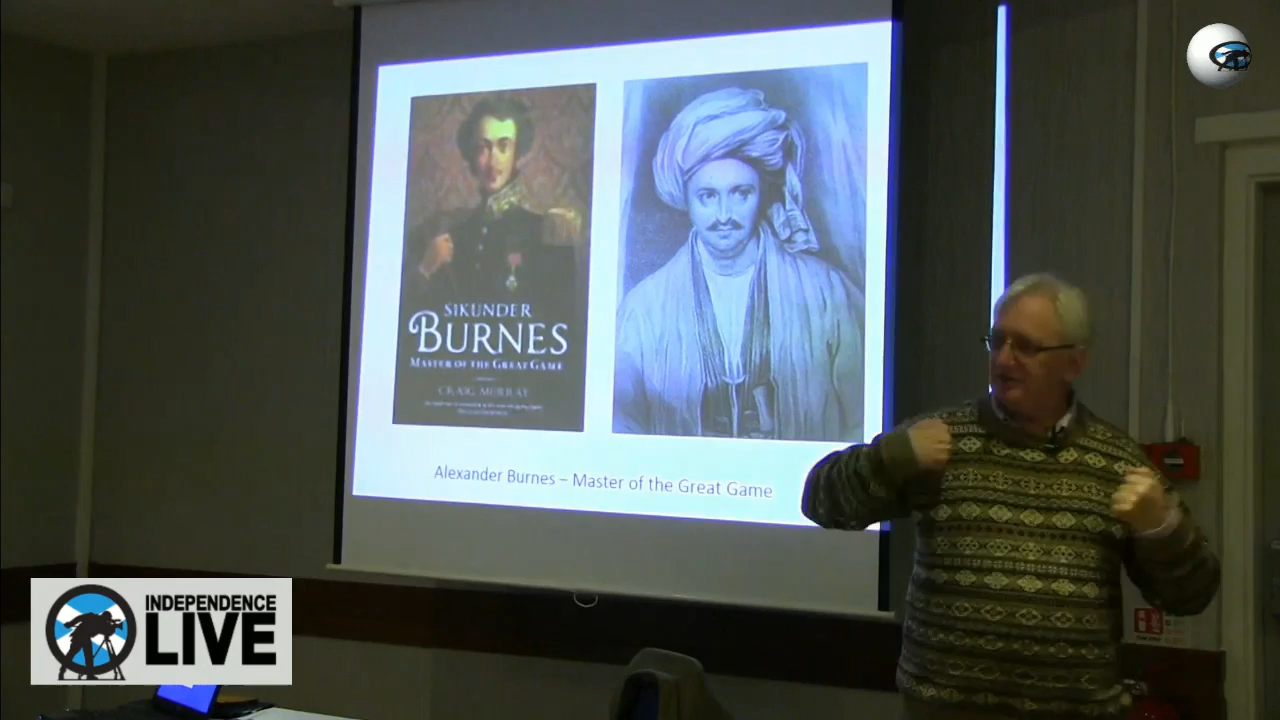 SIKUNDER
BURNES
MASTER OF THE GREAT GAME
CRAIG MURRAY
Alexander Burnes – Master of the Great Game
INDEPENDENCE
LIVE